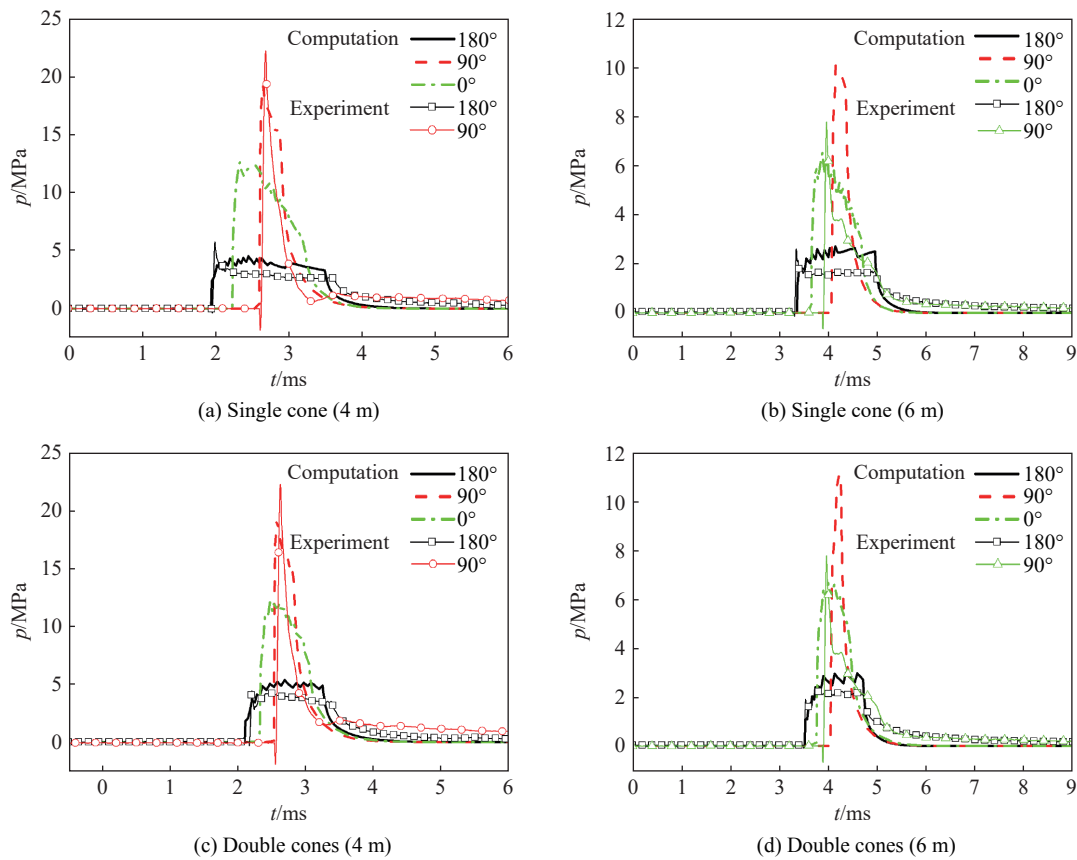 25
20
15
10
5
0
p/MPa
Computation
180°
90°
0°
Experiment
180°
90°
0 1 2 3 4 5 6
t/ms
(a) Single cone (4 m)
12
10
8
6
4
2
0
p/MPa
Computation
180°
90°
0°
Experiment
180°
90°
0 1 2 3 4 5 6 7 8 9
t/ms
(b) Single cone (6 m)
25
20
15
10
5
0
p/MPa
Computation
180°
90°
0°
Experiment
180°
90°
0 1 2 3 4 5 6
t/ms
(c) Double cones (4 m)
12
10
8
6
4
2
0
p/MPa
Computation
180°
90°
0°
Experiment
180°
90°
0 1 2 3 4 5 6 7 8 9
t/ms
(d) Double cones (6 m)